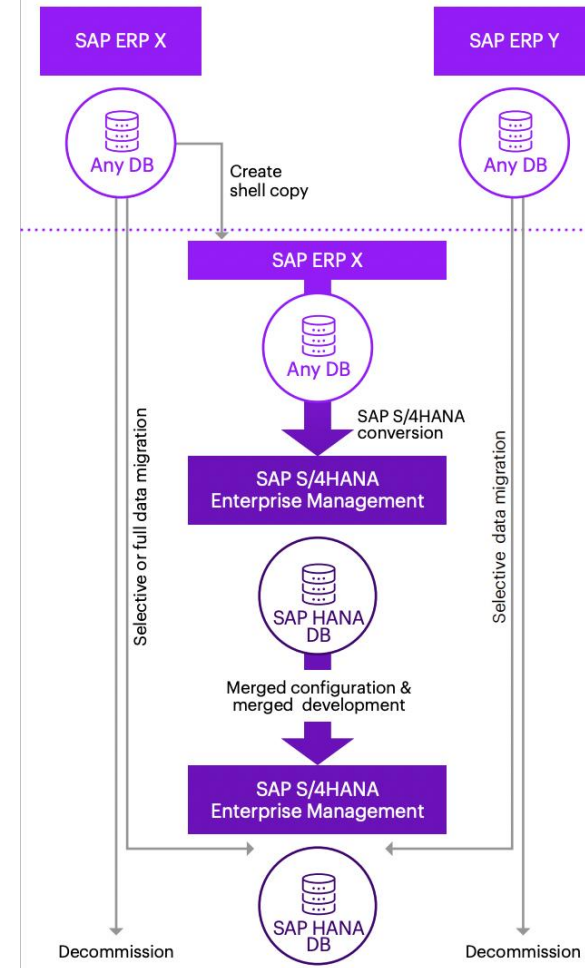 SAP ERP X
SAP ERP Y
Any DB
Any DB
Create
shell copy
SAP ERP X
Any DB
SAP S/4HANA
conversion
Selective or full data migration
Selective data migration
SAP S/4HANA
Enterprise Management
SAP HANA
DB
Merged configuration &
merged development
SAP S/4HANA
Enterprise Management
SAP HANA
DB
Decommission
Decommission